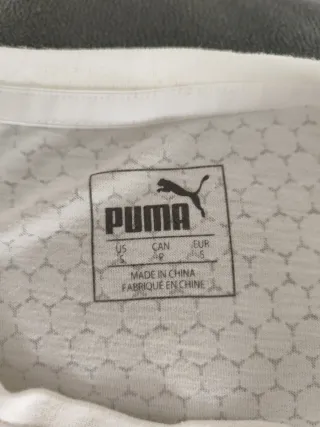 PUMA
US CAN EUR
S P S
MADE IN CHINA
FABRIQUÉ EN CHINE